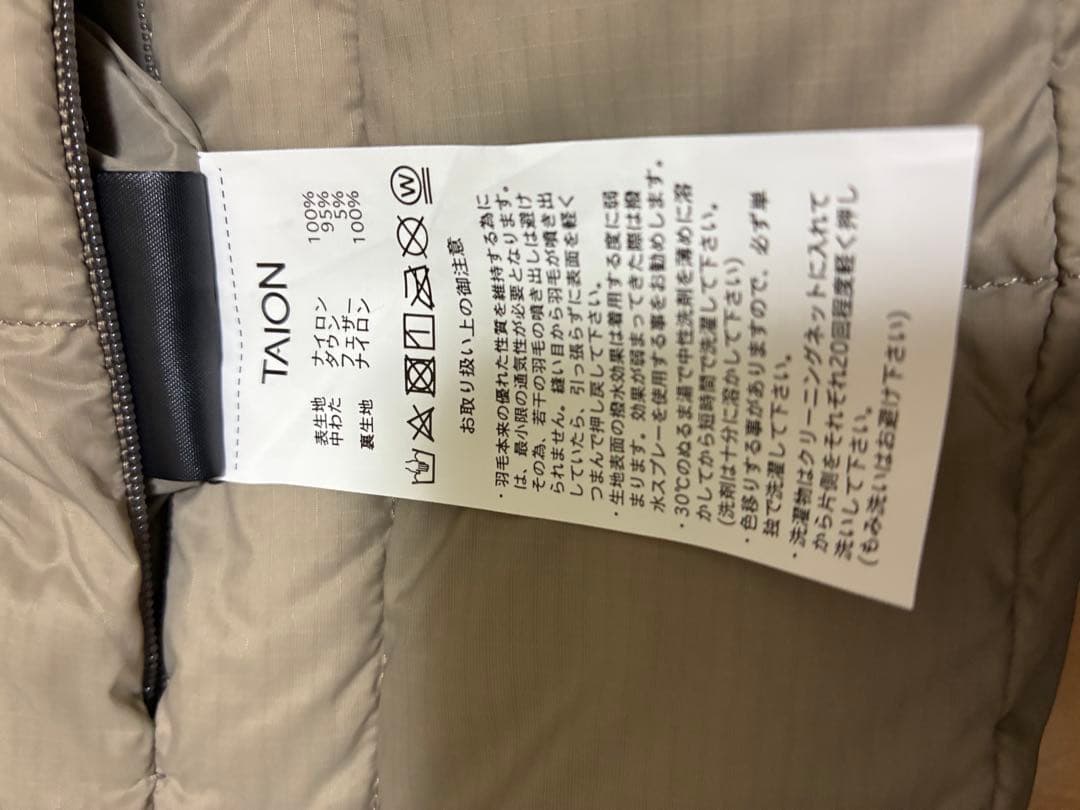 TAION
表生地 ナイロン 100%
中わた ダウン 95%
フェザー 5%
裏生地 ナイロン 100%
W
お取り扱い上の御注意
・羽毛本来の優れた性質を維持する為に
は、最小限の通気性が必要となります。
その為、若干の羽毛の噴き出しは避け
られません。縫い目から羽毛が噴き出
していたら、引っ張らずに表面を軽く
つまんで押し戻して下さい。
・生地表面の撥水効果は着用する度に弱
まります。効果が弱まってきた際は撥
水スプレーを使用する事をお勧めします。
・30℃のぬるま湯で中性洗剤を薄めに溶
かしてから短時間で洗濯して下さい。
(洗剤は十分に溶かして下さい)
・色移りする事がありますので、必ず単
独で洗濯して下さい。
・洗濯物はクリーニングネットに入れて
から片側をそれぞれ20回程度軽く押し
洗いして下さい。
(もみ洗いはお避け下さい)